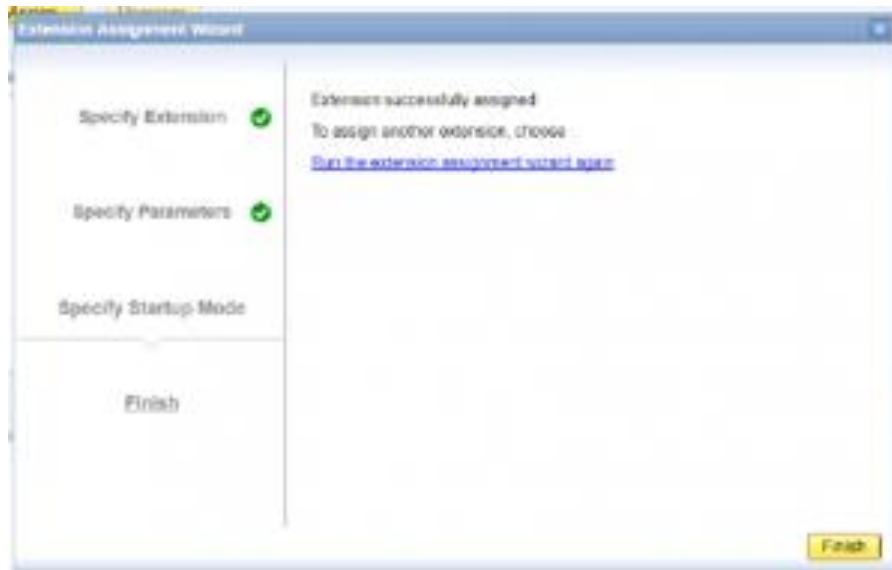 Extension Assignment Wizard
Specify Extension
Specify Parameters
Specify Startup Mode
Finish
Extension successfully assigned
To assign another extension, choose
Run the extension assignment wizard again
Finish